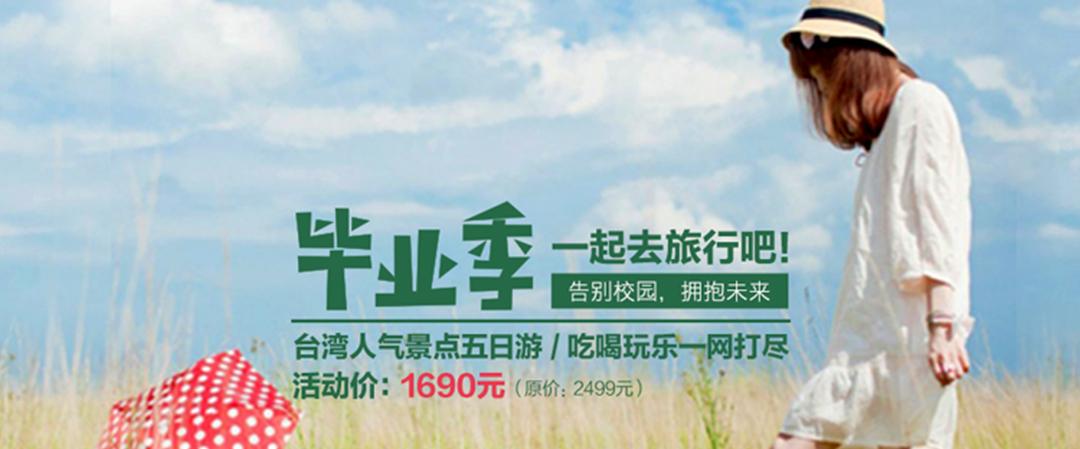 毕业季
一起去旅行吧!
告别校园，拥抱未来
台湾人气景点五日游 / 吃喝玩乐一网打尽
活动价：1690元（原价：2499元）